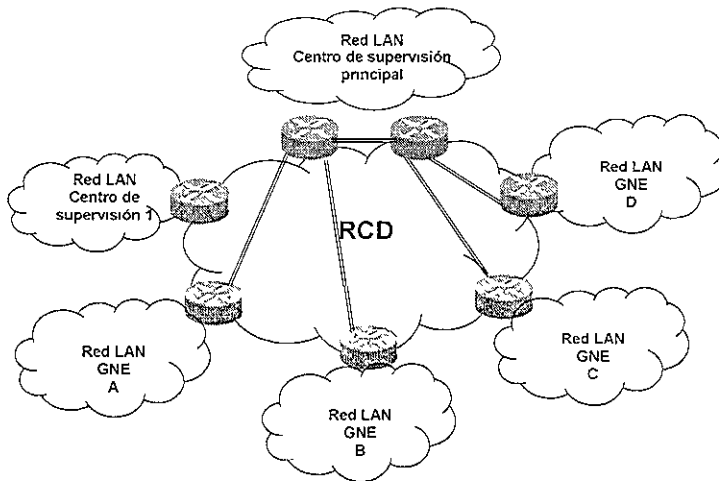 Red LAN
Centro de supervisión
principal
Red LAN
Centro de
supervisión 1
Red LAN
GNE
D
RCD
Red LAN
GNE
A
Red LAN
GNE
C
Red LAN
GNE
B